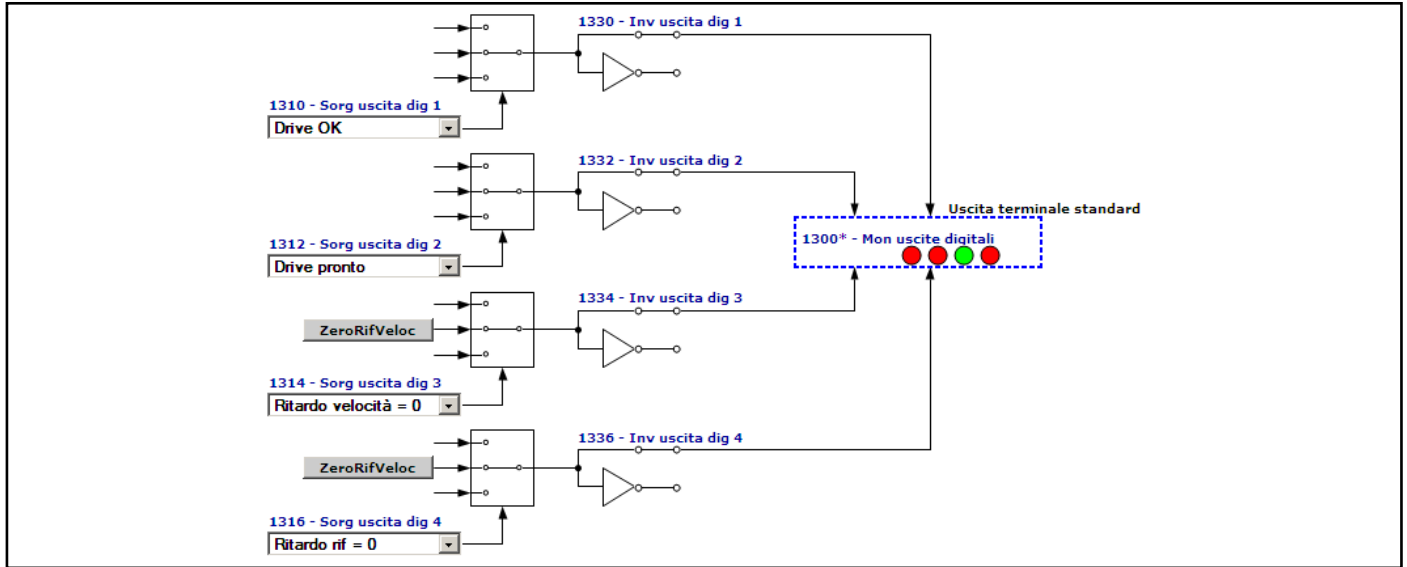 1330 - Inv uscita dig 1
1310 - Sorg uscita dig 1
Drive OK
1332 - Inv uscita dig 2
Uscita terminale standard
1300* - Mon uscite digitali
1312 - Sorg uscita dig 2
Drive pronto
1334 - Inv uscita dig 3
ZeroRifVeloc
1314 - Sorg uscita dig 3
Ritardo velocità = 0
1336 - Inv uscita dig 4
ZeroRifVeloc
1316 - Sorg uscita dig 4
Ritardo rif = 0